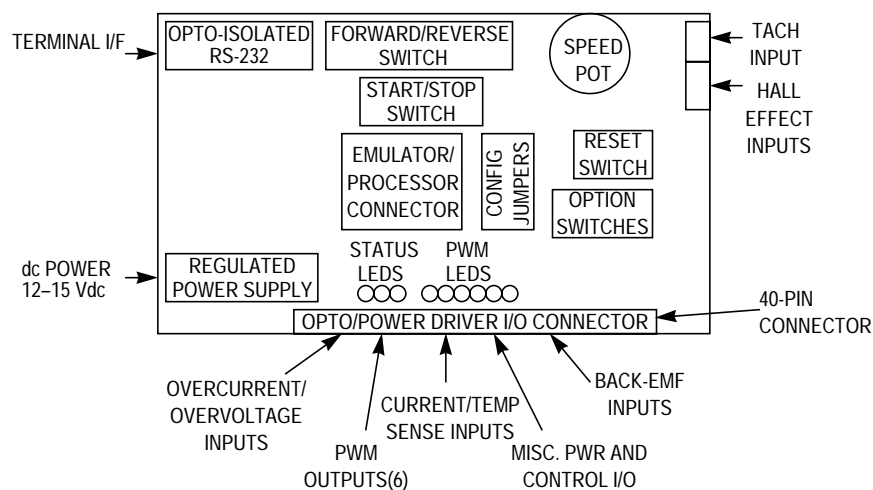 TERMINAL I/F
OPTO-ISOLATED
RS-232
FORWARD/REVERSE
SWITCH
SPEED
POT
TACH
INPUT
START/STOP
SWITCH
HALL
EFFECT
INPUTS
EMULATOR/
PROCESSOR
CONNECTOR
CONFIG
JUMPERS
RESET
SWITCH
OPTION
SWITCHES
dc POWER
12–15 Vdc
REGULATED
POWER SUPPLY
STATUS
LEDS
PWM
LEDS
OPTO/POWER DRIVER I/O CONNECTOR
40-PIN
CONNECTOR
OVERCURRENT/
OVERVOLTAGE
INPUTS
PWM
OUTPUTS(6)
CURRENT/TEMP
SENSE INPUTS
MISC. PWR AND
CONTROL I/O
BACK-EMF
INPUTS